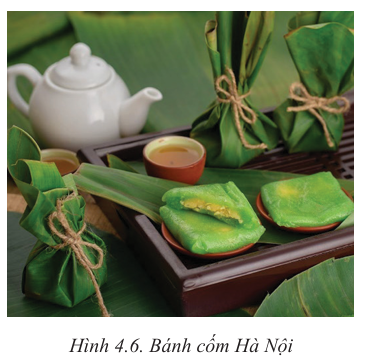 Hình 4.6. Bánh cốm Hà Nội